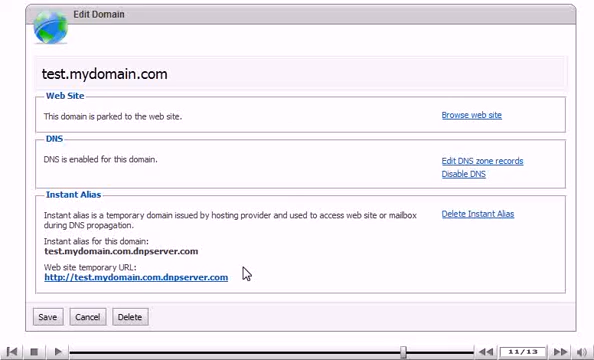 Edit Domain
test.mydomain.com
Web Site
This domain is parked to the web site.
Browse web site
DNS
DNS is enabled for this domain.
Edit DNS zone records
Disable DNS
Instant Alias
Instant alias is a temporary domain issued by hosting provider and used to access web site or mailbox
during DNS propagation.
Delete Instant Alias
Instant alias for this domain:
test.mydomain.com.dnpserver.com
Web site temporary URL:
http://test.mydomain.com.dnpserver.com
Save
Cancel
Delete
11/13